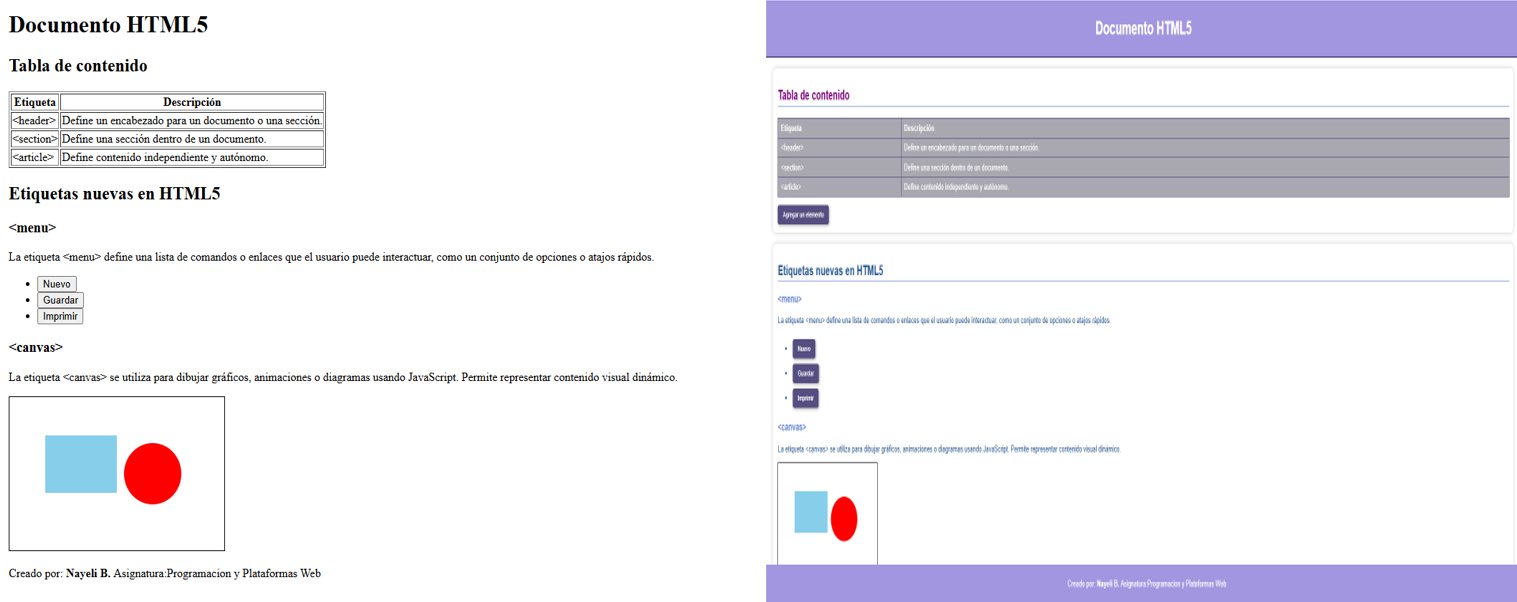 Documento HTML5
Tabla de contenido
Etiqueta Descripción
<header> Define un encabezado para un documento o una sección.
<section> Define una sección dentro de un documento.
<article> Define contenido independiente y autónomo.
Etiquetas nuevas en HTML5
<menu>
La etiqueta <menu> define una lista de comandos o enlaces que el usuario puede interactuar, como un conjunto de opciones o atajos rápidos.
Nuevo
Guardar
Imprimir
<canvas>
La etiqueta <canvas> se utiliza para dibujar gráficos, animaciones o diagramas usando JavaScript. Permite representar contenido visual dinámico.
Creado por: Nayeli B. Asignatura:Programacion y Plataformas Web
Documento HTML5
Tabla de contenido
Etiqueta Descripción
<header> Define un encabezado para un documento o una sección.
<section> Define una sección dentro de un documento.
<article> Define contenido independiente y autónomo.
Agregar un elemento
Etiquetas nuevas en HTML5
<menu>
La etiqueta <menu> define una lista de comandos o enlaces que el usuario puede interactuar, como un conjunto de opciones o atajos rápidos.
Nuevo
Guardar
Imprimir
<canvas>
La etiqueta <canvas> se utiliza para dibujar gráficos, animaciones o diagramas usando JavaScript. Permite representar contenido visual dinámico.
Creado por: Nayeli B. Asignatura:Programacion y Plataformas Web